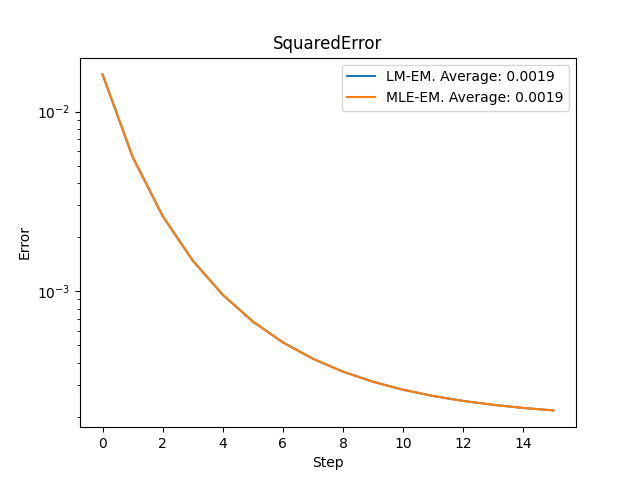 SquaredError
LM-EM. Average: 0.0019
MLE-EM. Average: 0.0019
10⁻²
10⁻³
Error
0 2 4 6 8 10 12 14
Step